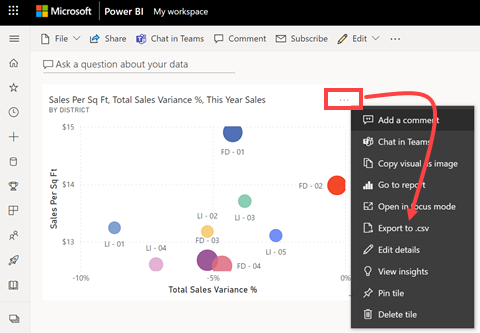 Microsoft Power BI My workspace
File Share Chat in Teams Comment Subscribe Edit ...
Ask a question about your data
Sales Per Sq Ft, Total Sales Variance %, This Year Sales
BY DISTRICT
...
Add a comment
Chat in Teams
Copy visual as image
Go to report
Open in focus mode
Export to .csv
Edit details
View insights
Pin tile
Delete tile
Sales Per Sq Ft
$15
$14
$13
FD - 01
FD - 02
LI - 03
LI - 02
LI - 01
FD - 03
LI - 04
LI - 05
FD - 04
-10%
-5%
0%
Total Sales Variance %